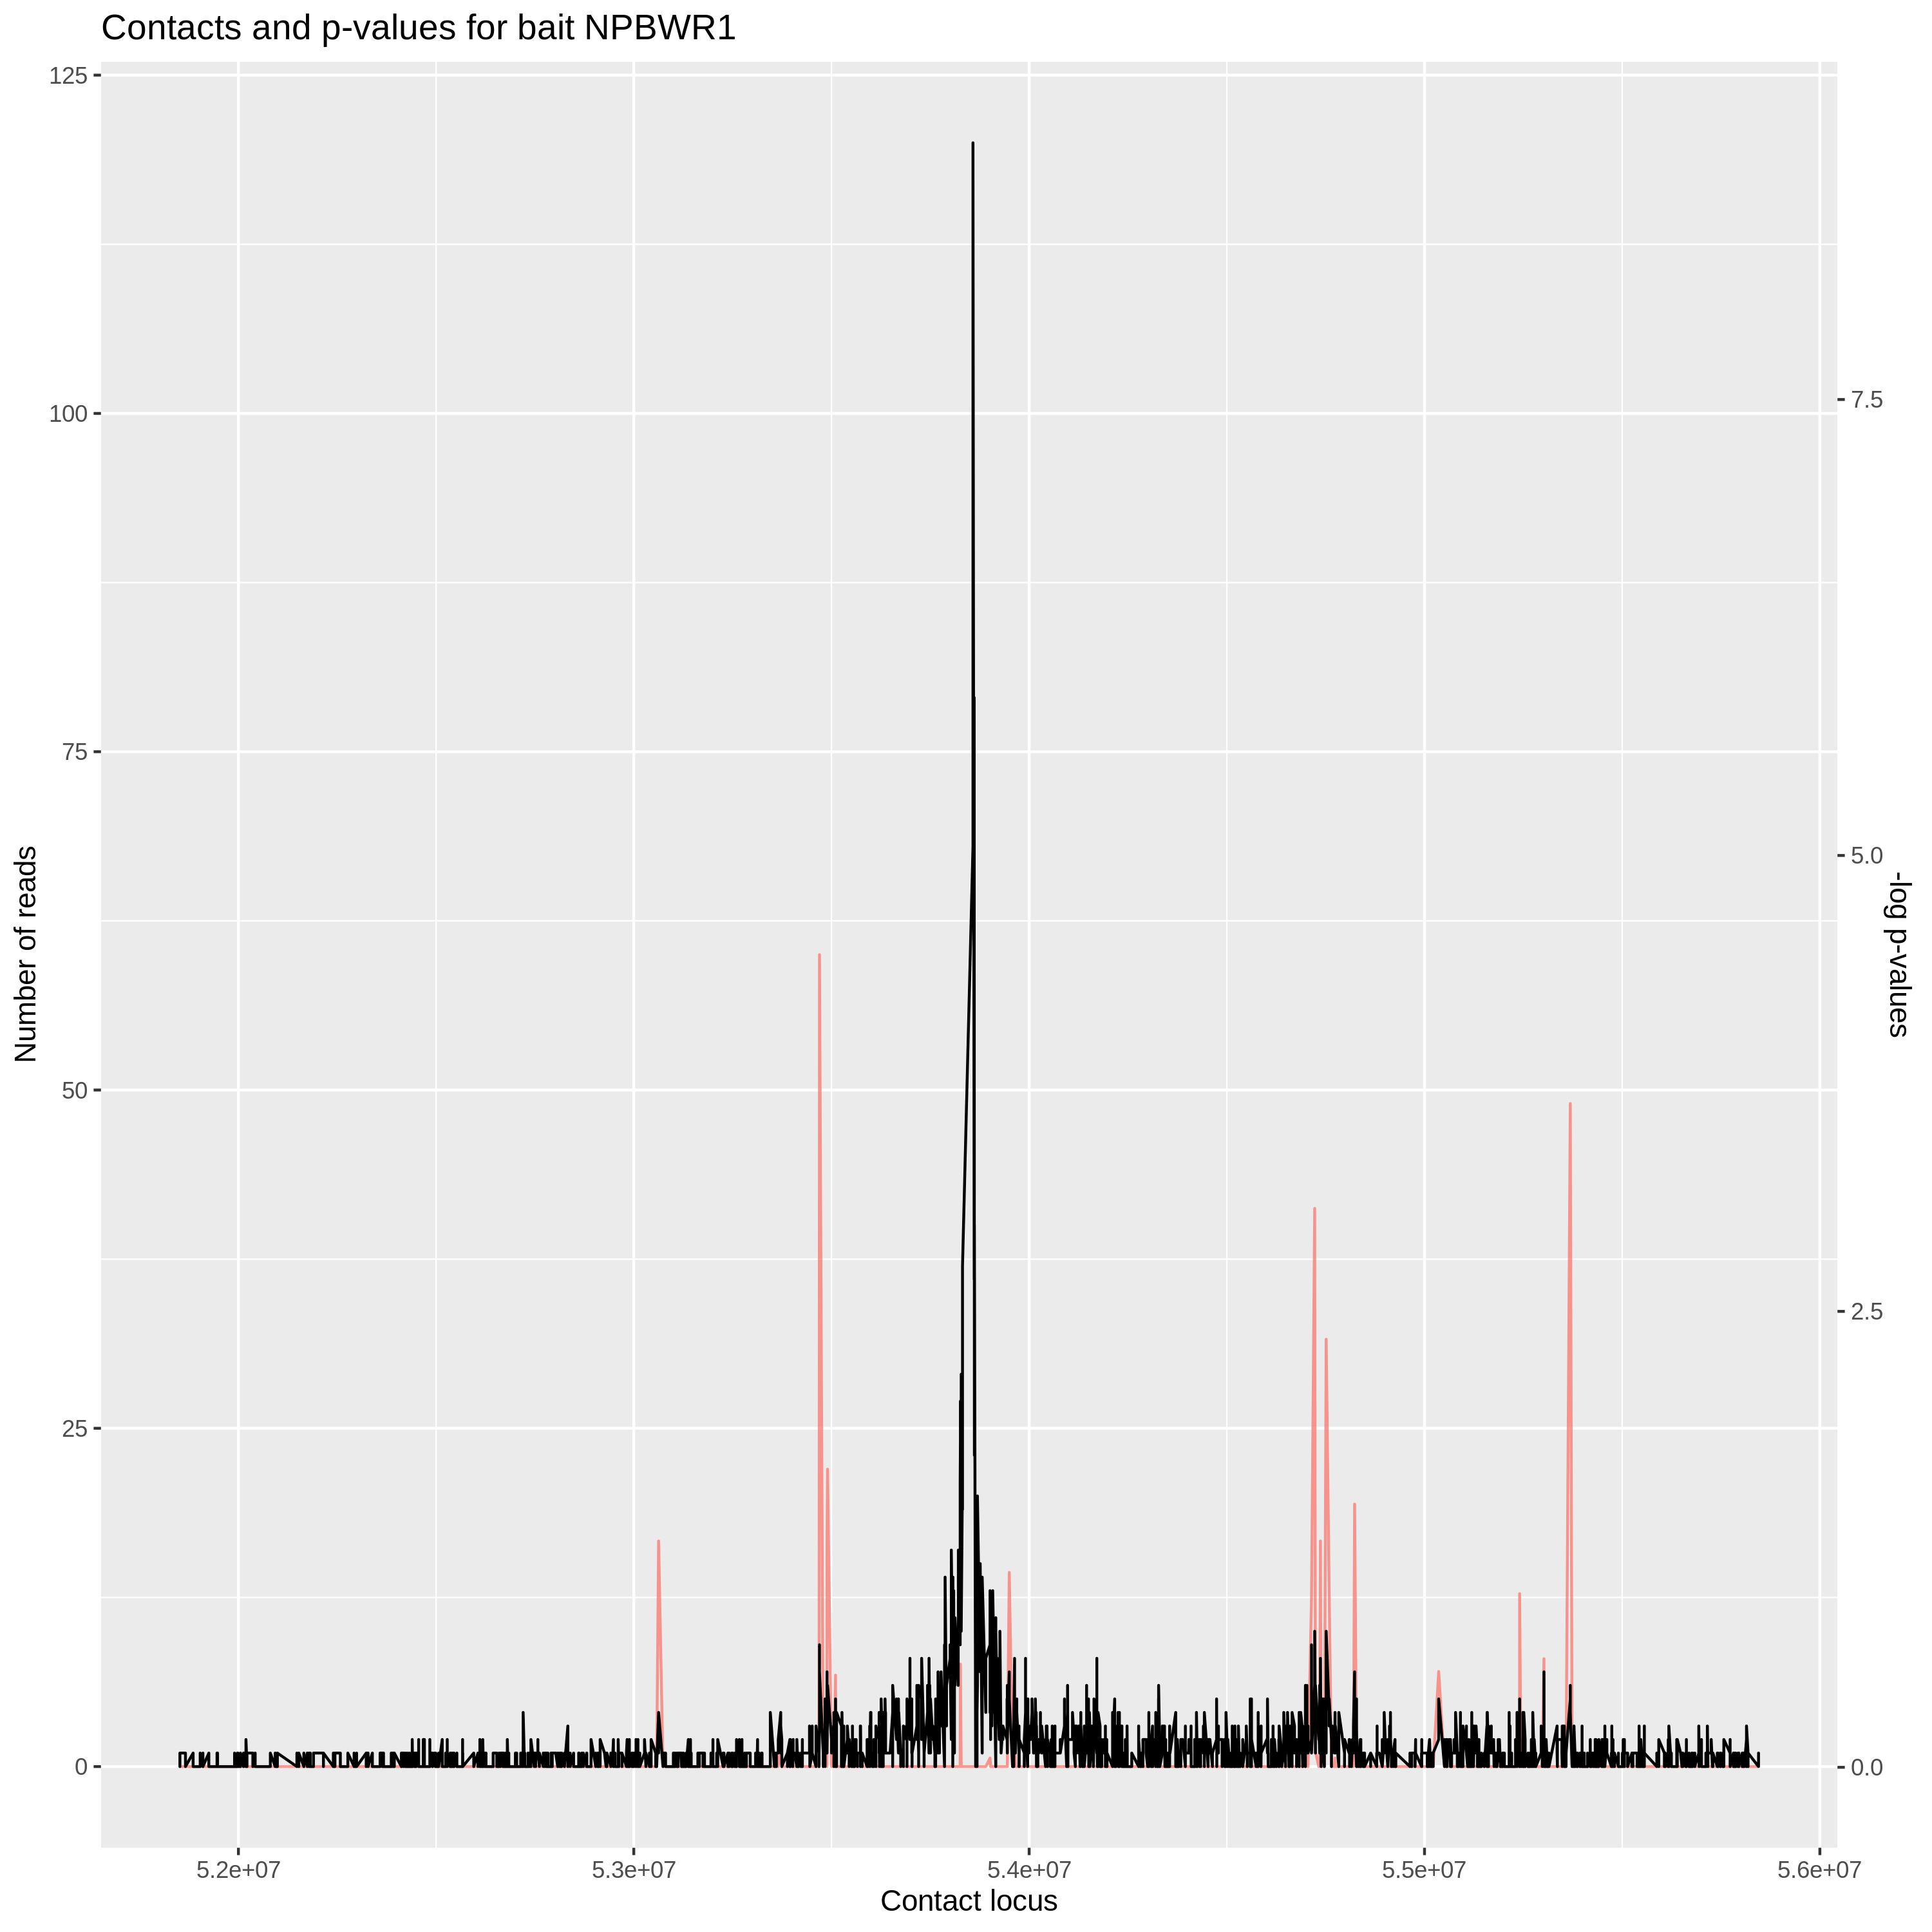 Contacts and p-values for bait NPBWR1
125
100
75
50
25
0
Number of reads
7.5
5.0
2.5
0.0
-log p-values
5.2e+07 5.3e+07 5.4e+07 5.5e+07 5.6e+07
Contact locus